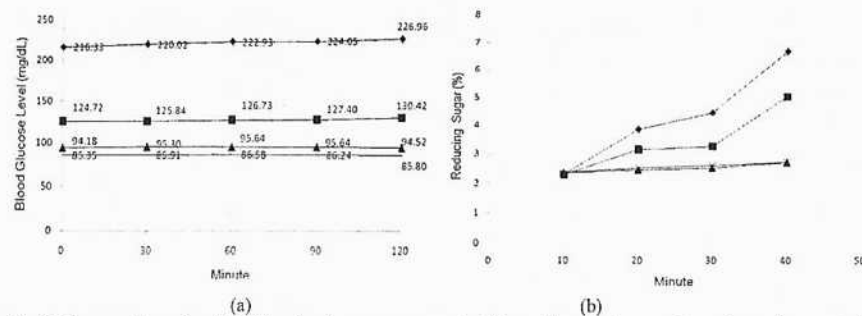 Blood Glucose Level (mg/dL)
250
200
150
100
50
0
216.33 220.02 222.93 224.05 226.96
124.72 125.84 126.73 127.40 130.42
94.18 95.30 95.64 95.64 94.52
85.35 85.91 86.58 86.24 85.80
0 30 60 90 120
Minute
(a)
Reducing Sugar (%)
8
7
6
5
4
3
2
1
0
0 10 20 30 40 50
Minute
(b)